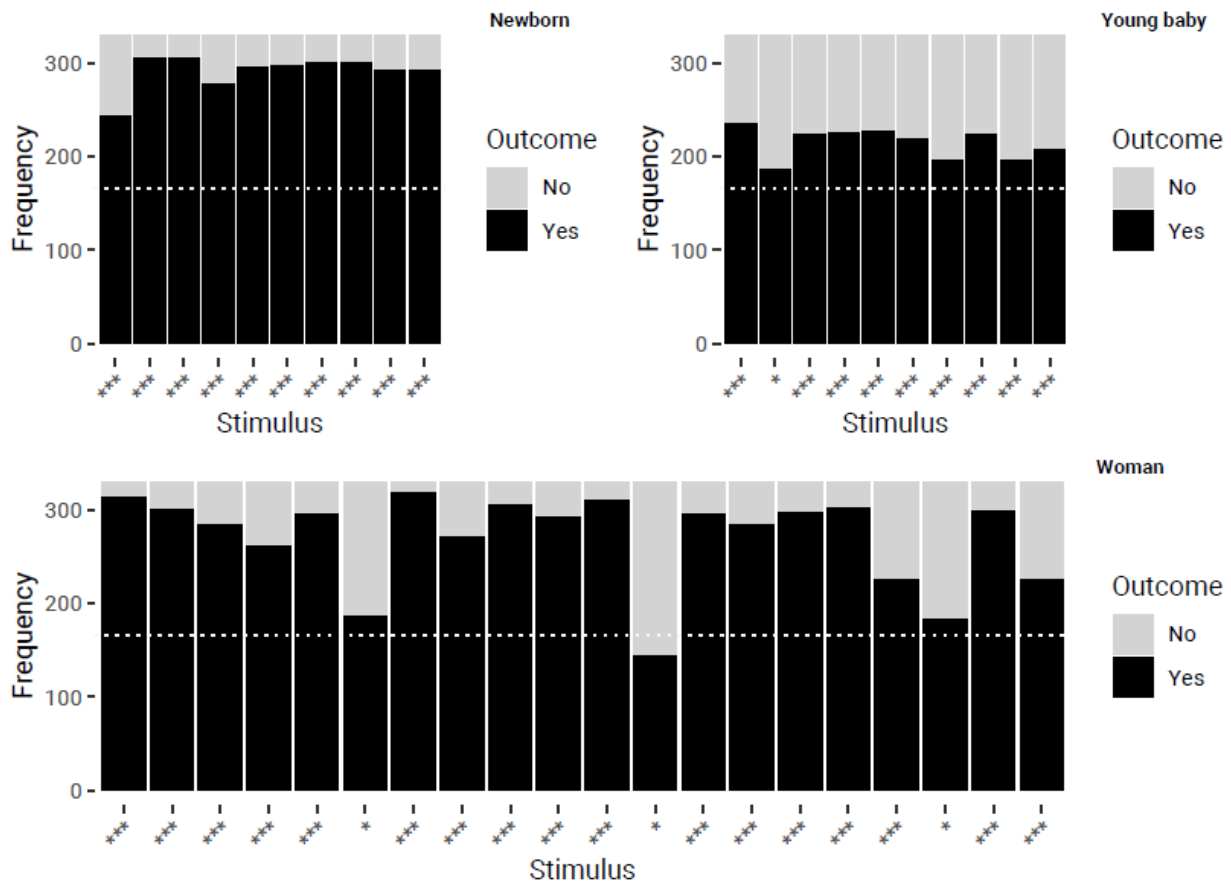 Newborn
Frequency
300
200
100
0
*** *** *** *** *** *** *** *** *** ***
Stimulus
Outcome
No
Yes
Young baby
Frequency
300
200
100
0
*** * *** *** *** *** *** *** *** ***
Stimulus
Outcome
No
Yes
Woman
Frequency
300
200
100
0
*** *** *** *** *** * *** *** *** *** *** * *** *** *** *** *** * *** ***
Stimulus
Outcome
No
Yes